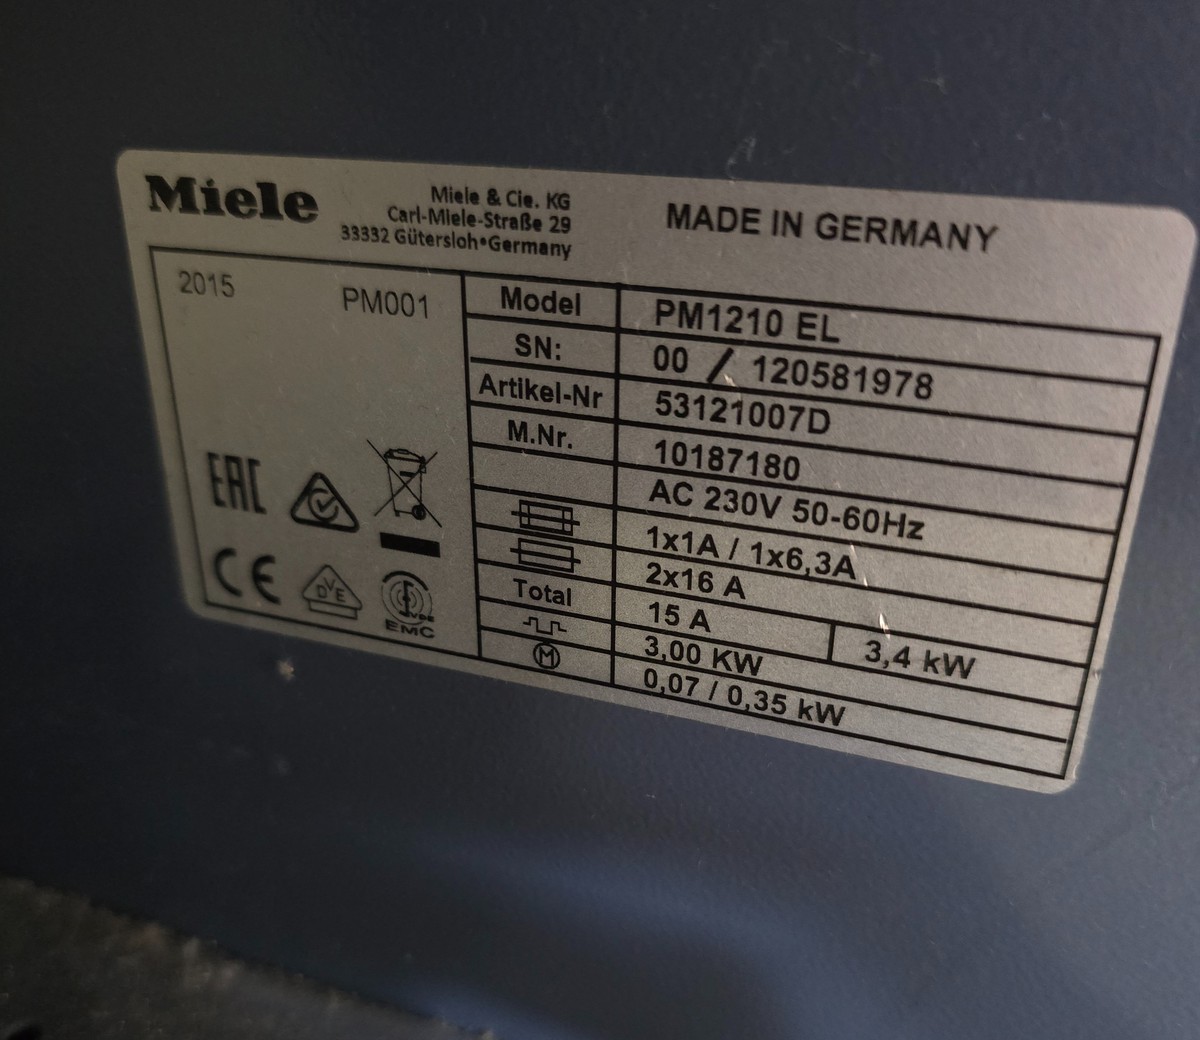 Miele
Miele & Cie. KG
Carl-Miele-Straße 29
33332 Gütersloh•Germany
MADE IN GERMANY
2015 PM001
Model PM1210 EL
SN: 00 / 120581978
Artikel-Nr 53121007D
M.Nr. 10187180
AC 230V 50-60Hz
1x1A / 1x6,3A
2x16 A
Total 15 A 3,4 kW
3,00 KW
M 0,07 / 0,35 kW
EAC
CE
DVE
VDE
EMC